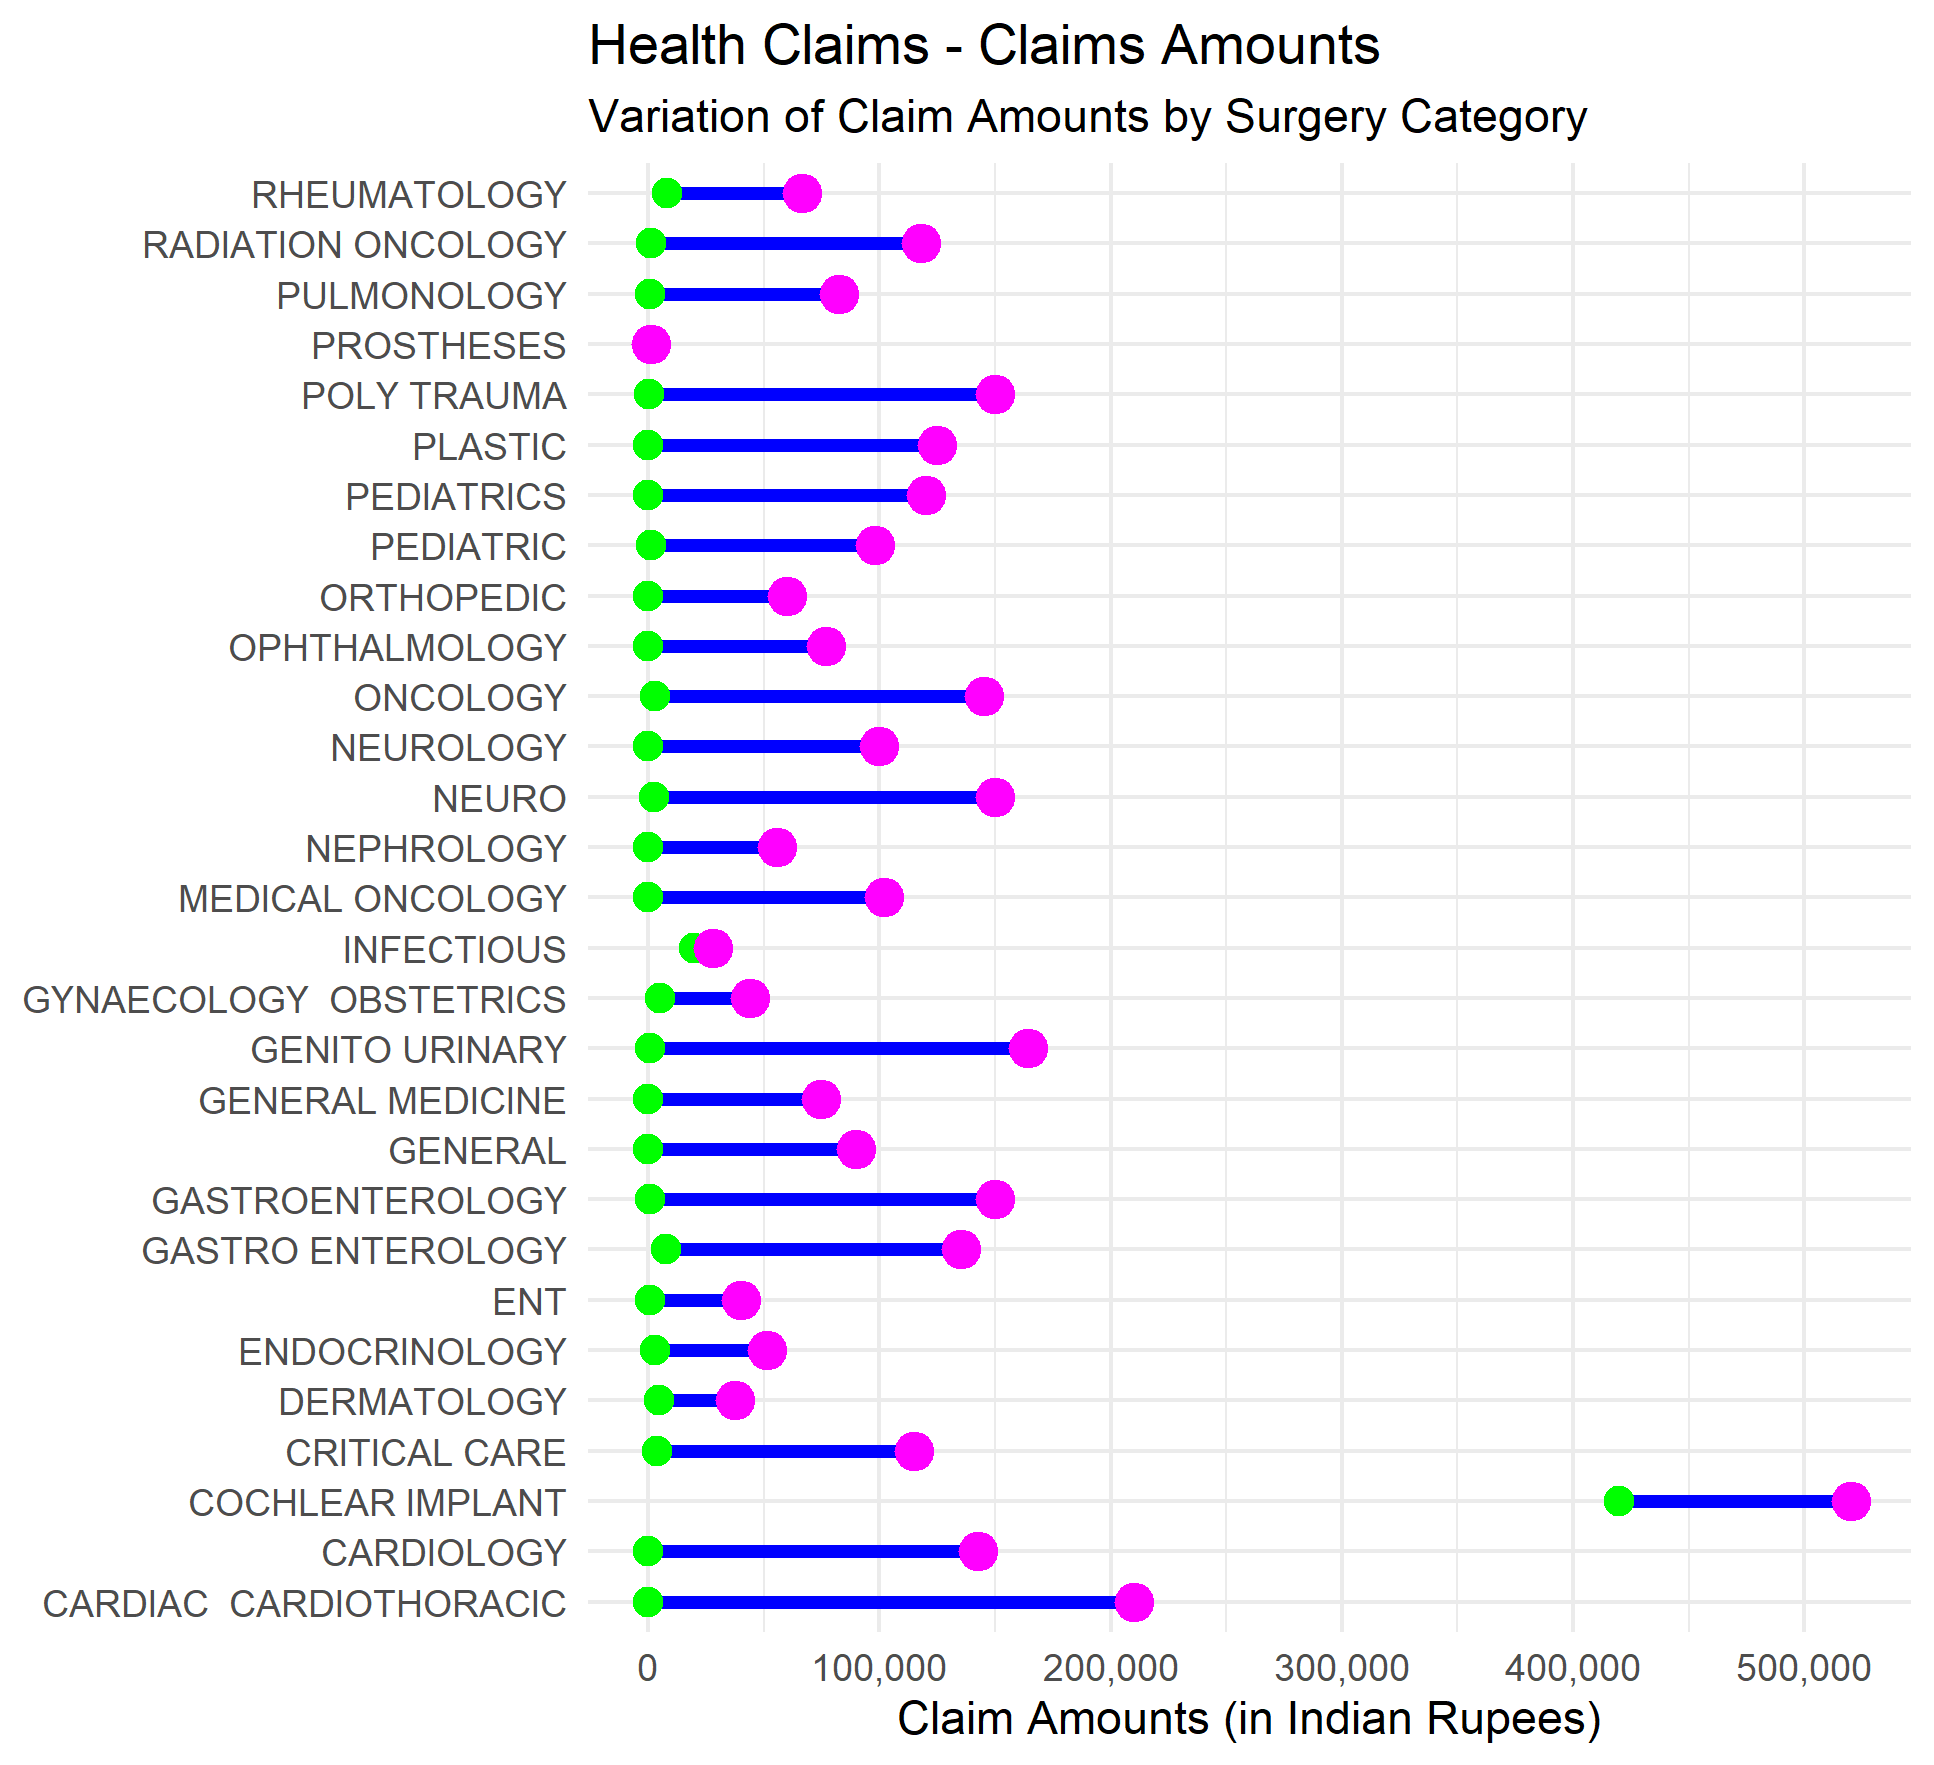 Health Claims - Claims Amounts
Variation of Claim Amounts by Surgery Category
RHEUMATOLOGY
RADIATION ONCOLOGY
PULMONOLOGY
PROSTHESES
POLY TRAUMA
PLASTIC
PEDIATRICS
PEDIATRIC
ORTHOPEDIC
OPHTHALMOLOGY
ONCOLOGY
NEUROLOGY
NEURO
NEPHROLOGY
MEDICAL ONCOLOGY
INFECTIOUS
GYNAECOLOGY  OBSTETRICS
GENITO URINARY
GENERAL MEDICINE
GENERAL
GASTROENTEROLOGY
GASTRO ENTEROLOGY
ENT
ENDOCRINOLOGY
DERMATOLOGY
CRITICAL CARE
COCHLEAR IMPLANT
CARDIOLOGY
CARDIAC  CARDIOTHORACIC
0 100,000 200,000 300,000 400,000 500,000
Claim Amounts (in Indian Rupees)